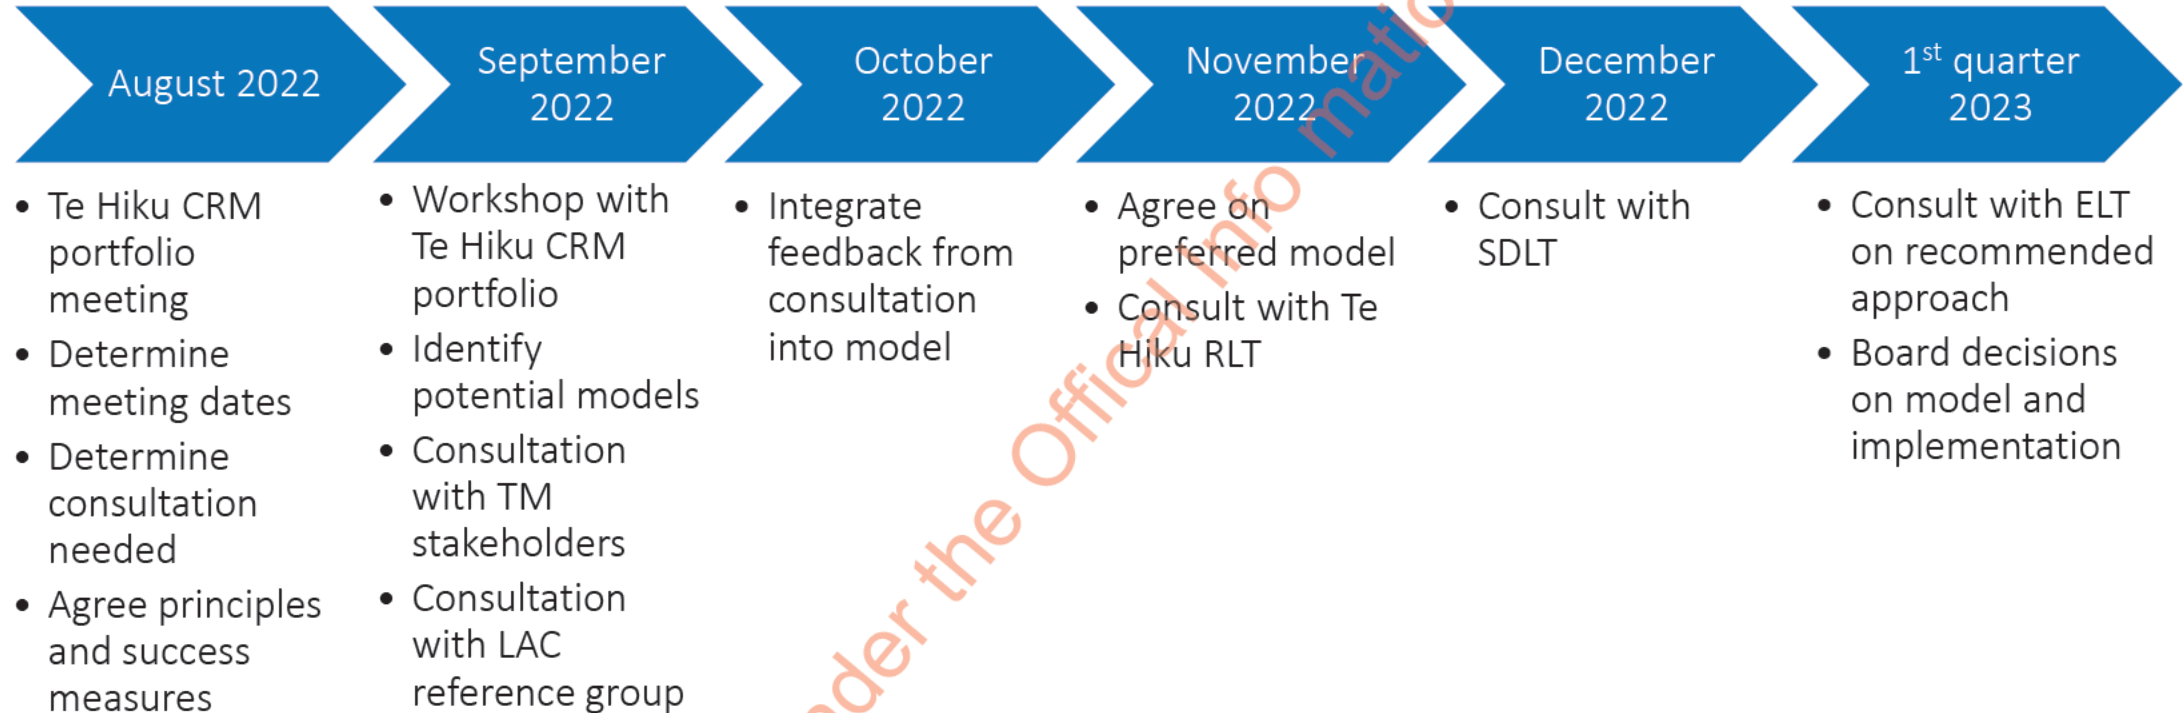 August 2022
September
2022
October
2022
November
2022
December
2022
1st quarter
2023
• Te Hiku CRM
portfolio
meeting
• Determine
meeting dates
• Determine
consultation
needed
• Agree principles
and success
measures
• Workshop with
Te Hiku CRM
portfolio
• Identify
potential models
• Consultation
with TM
stakeholders
• Consultation
with LAC
reference group
• Integrate
feedback from
consultation
into model
• Agree on
preferred model
• Consult with Te
Hiku RLT
• Consult with
SDLT
• Consult with ELT
on recommended
approach
• Board decisions
on model and
implementation
nder the Offical Info matio